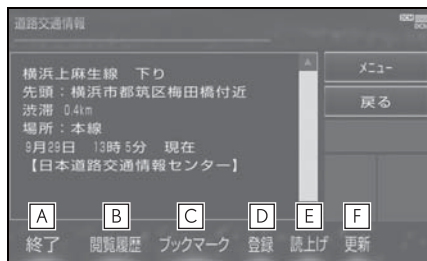 道路交通情報
横浜上麻生線 下り
先頭：横浜市都筑区梅田橋付近
渋滞 0.4km
場所：本線
9月29日 13時5分 現在
【日本道路交通情報センター】
メニュー
戻る
A B C D E F
終了 閲覧履歴 ブックマーク 登録 読上げ 更新